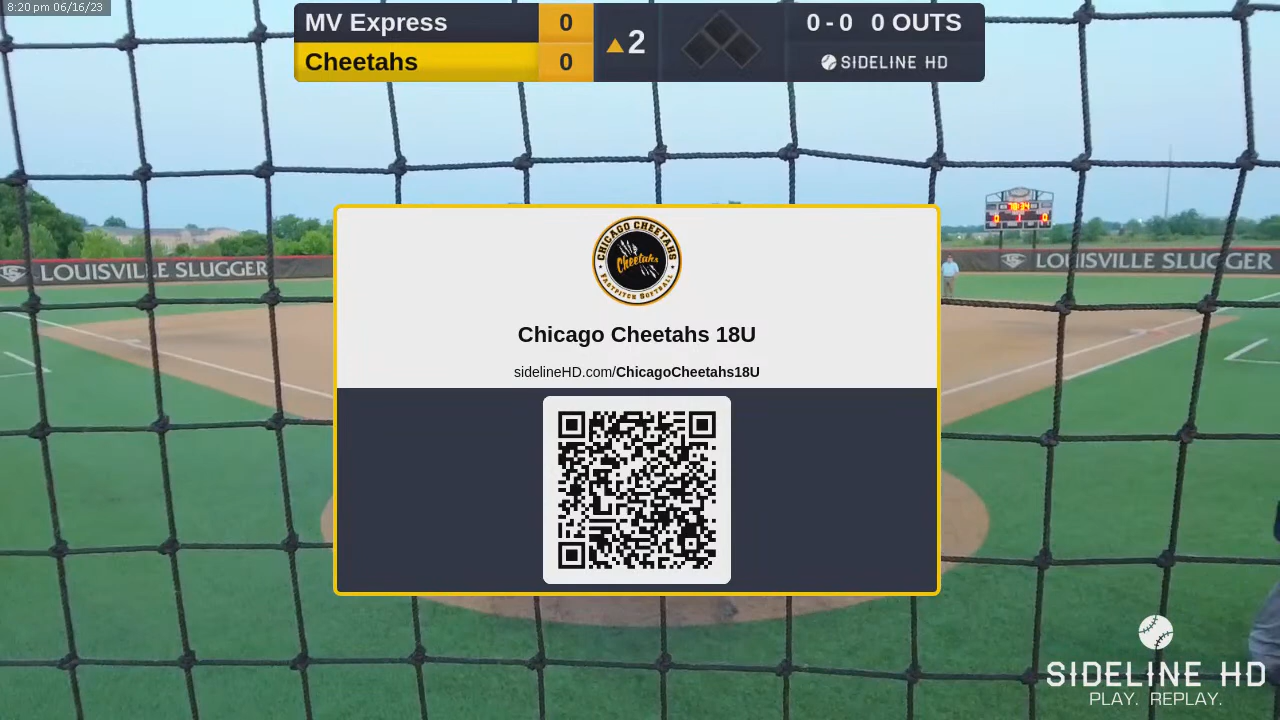 8:20 pm 06/16/23
MV Express 0
Cheetahs 0
▲2
0 - 0 0 OUTS
SIDELINE HD
LOUISVILLE SLUGGER
LOUISVILLE SLUGGER
CHICAGO CHEETAHS
Cheetahs
FASTPITCH SOFTBALL
Chicago Cheetahs 18U
sidelineHD.com/ChicagoCheetahs18U
SIDELINE HD
PLAY. REPLAY.